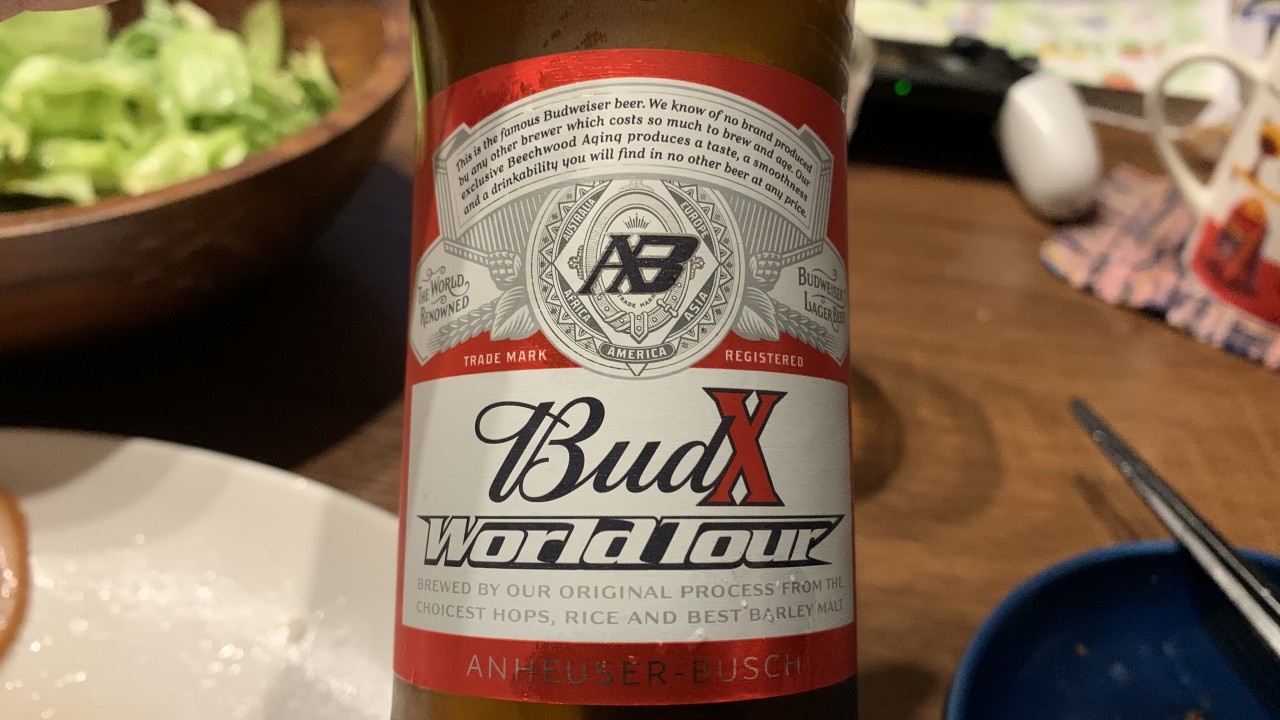 This is the famous Budweiser beer. We know of no brand produced
by any other brewer which costs so much to brew and age. Our
exclusive Beechwood Aging produces a taste, a smoothness
and a drinkability you will find in no other beer at any price.
AUSTRALIA
EUROPE
AXB
TRADE MARK
AFRICA
ASIA
AMERICA
THE WORLD
RENOWNED
BUDWEISER
LAGER BEER
TRADE MARK
REGISTERED
BudX
World Tour
BREWED BY OUR ORIGINAL PROCESS FROM THE
CHOICEST HOPS, RICE AND BEST BARLEY MALT
ANHEUSER-BUSCH